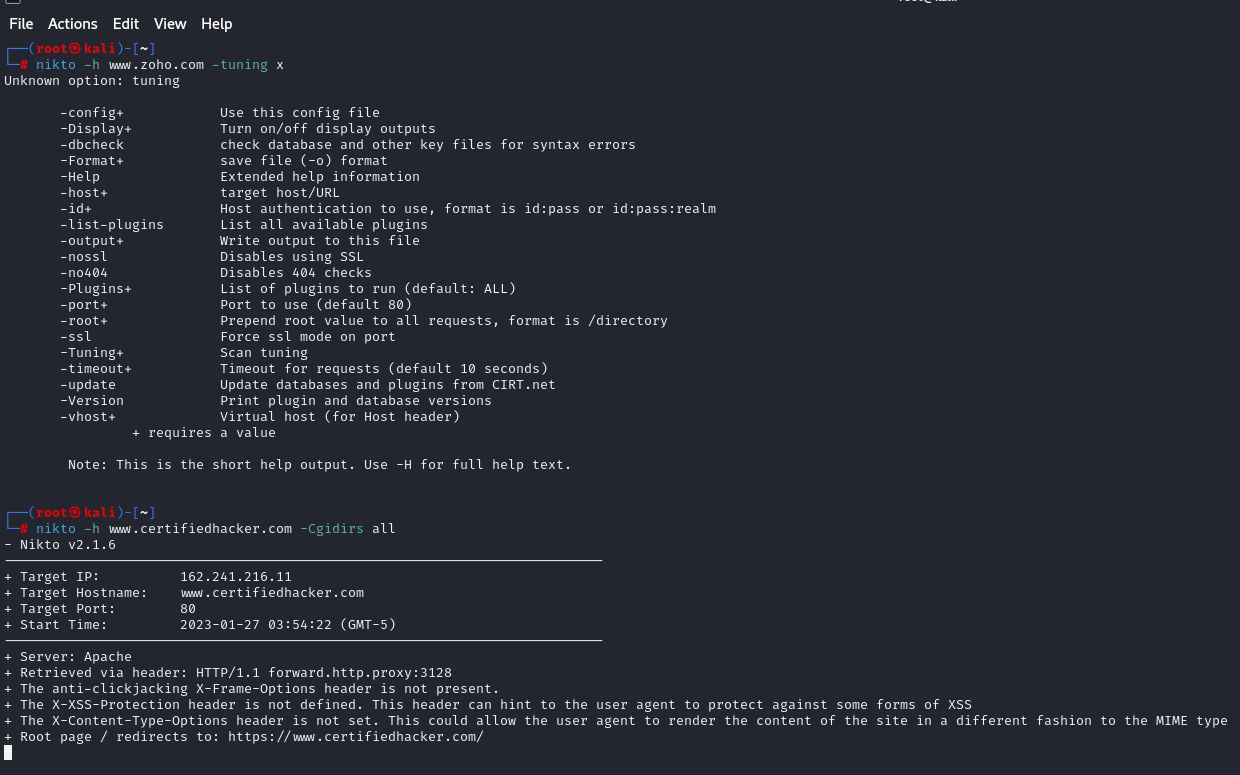 File Actions Edit View Help
┌──(root㉿kali)-[~]
└─# nikto -h www.zoho.com -tuning x
Unknown option: tuning
-config+ Use this config file
-Display+ Turn on/off display outputs
-dbcheck check database and other key files for syntax errors
-Format+ save file (-o) format
-Help Extended help information
-host+ target host/URL
-id+ Host authentication to use, format is id:pass or id:pass:realm
-list-plugins List all available plugins
-output+ Write output to this file
-nossl Disables using SSL
-no404 Disables 404 checks
-Plugins+ List of plugins to run (default: ALL)
-port+ Port to use (default 80)
-root+ Prepend root value to all requests, format is /directory
-ssl Force ssl mode on port
-Tuning+ Scan tuning
-timeout+ Timeout for requests (default 10 seconds)
-update Update databases and plugins from CIRT.net
-Version Print plugin and database versions
-vhost+ Virtual host (for Host header)
+ requires a value
Note: This is the short help output. Use -H for full help text.
┌──(root㉿kali)-[~]
└─# nikto -h www.certifiedhacker.com -Cgidirs all
- Nikto v2.1.6
+ Target IP: 162.241.216.11
+ Target Hostname: www.certifiedhacker.com
+ Target Port: 80
+ Start Time: 2023-01-27 03:54:22 (GMT-5)
+ Server: Apache
+ Retrieved via header: HTTP/1.1 forward.http.proxy:3128
+ The anti-clickjacking X-Frame-Options header is not present.
+ The X-XSS-Protection header is not defined. This header can hint to the user agent to protect against some forms of XSS
+ The X-Content-Type-Options header is not set. This could allow the user agent to render the content of the site in a different fashion to the MIME type
+ Root page / redirects to: https://www.certifiedhacker.com/